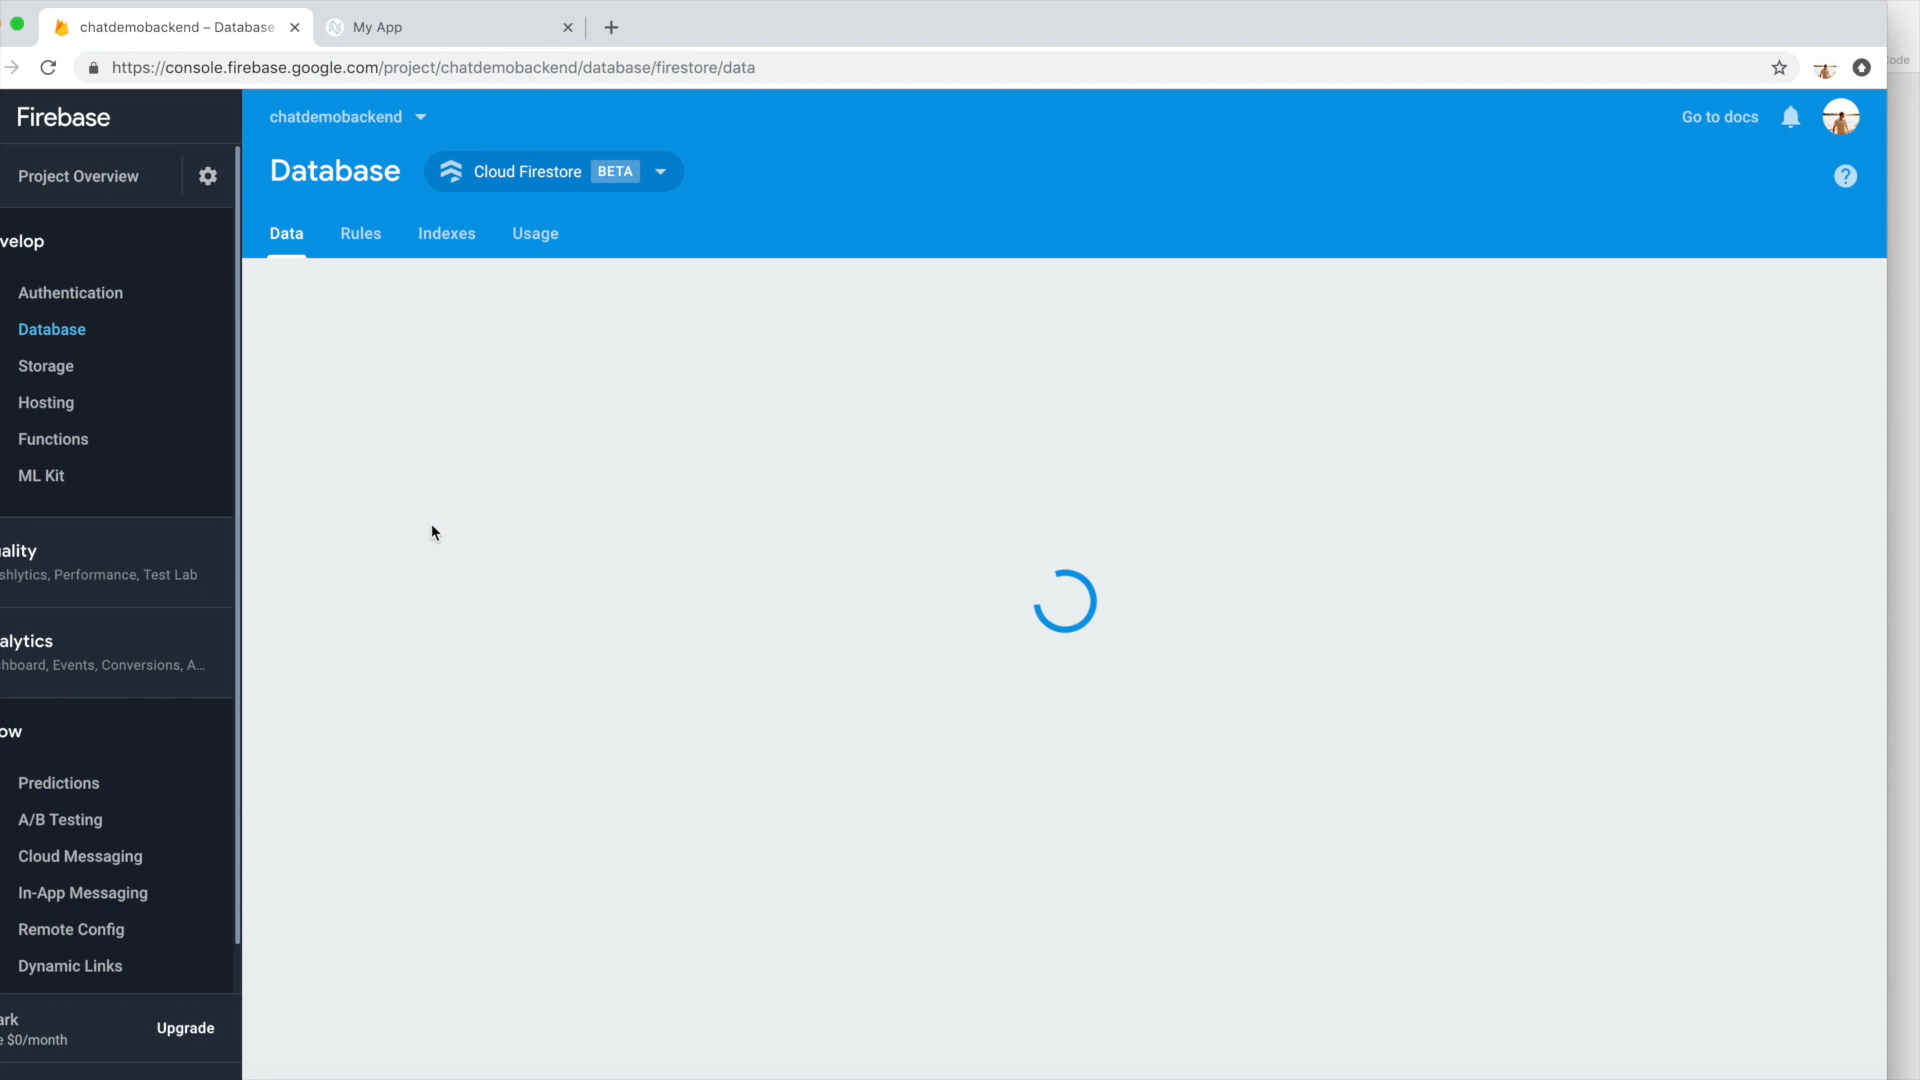 chatdemobackend – Database
My App
https://console.firebase.google.com/project/chatdemobackend/database/firestore/data
ode
Firebase
chatdemobackend
Go to docs
Project Overview
Database
Cloud Firestore BETA
Data
Rules
Indexes
Usage
velop
Authentication
Database
Storage
Hosting
Functions
ML Kit
ality
shlytics, Performance, Test Lab
alytics
hboard, Events, Conversions, A...
ow
Predictions
A/B Testing
Cloud Messaging
In-App Messaging
Remote Config
Dynamic Links
ark
e $0/month
Upgrade